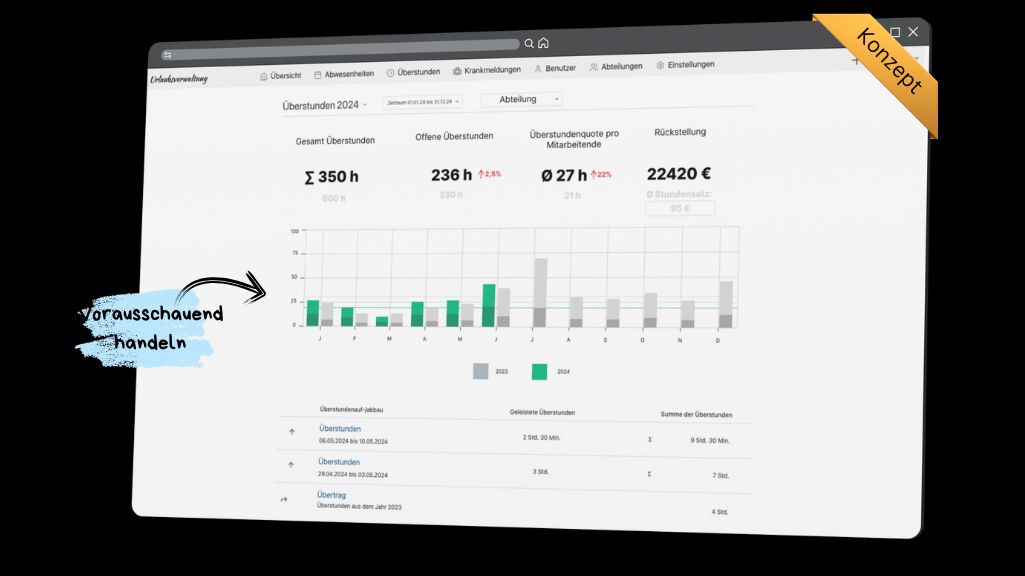 Konzept
Urlaubsverwaltung
Übersicht Abwesenheiten Überstunden Krankmeldungen Benutzer Abteilungen Einstellungen
Überstunden 2024 Zeitraum 01.01.24 bis 31.12.24 Abteilung
Gesamt Überstunden
Σ 350 h
600 h
Offene Überstunden
236 h ↑2,5%
230 h
Überstundenquote pro
Mitarbeitende
Ø 27 h ↑22%
21 h
Rückstellung
22420 €
Ø Stundensatz:
95 €
100
75
50
25
0
J F M A M J J A S O N D
2023 2024
Vorausschauend
handeln
Überstundenauf-/abbau Geleistete Überstunden Summe der Überstunden
Überstunden
06.05.2024 bis 10.05.2024
2 Std. 30 Min. Σ 9 Std. 30 Min.
Überstunden
29.04.2024 bis 03.05.2024
3 Std. Σ 7 Std.
Übertrag
Überstunden aus dem Jahr 2023
4 Std.